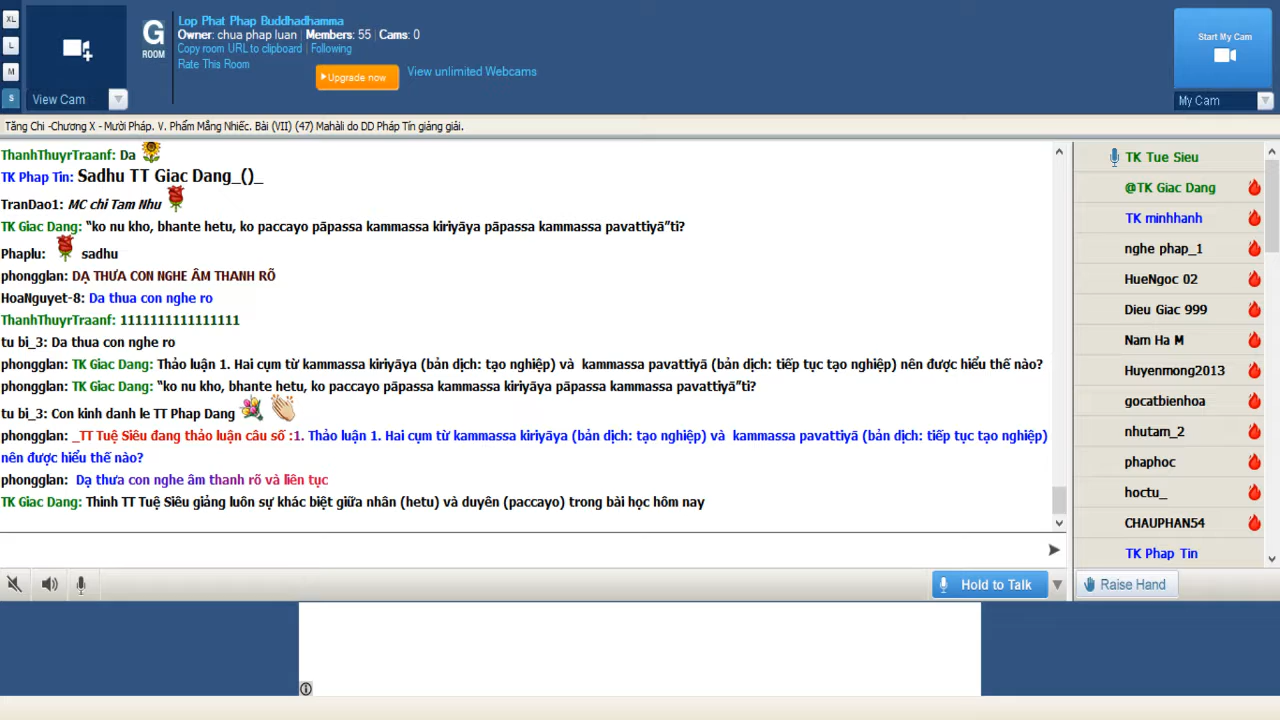 XL
L
M
S
View Cam
G
ROOM
Lop Phat Phap Buddhadhamma
Owner: chua phap luan | Members: 55 | Cams: 0
Copy room URL to clipboard | Following
Rate This Room
Upgrade now
View unlimited Webcams
Start My Cam
My Cam
Tăng Chi -Chương X - Mười Pháp. V. Phẩm Mắng Nhiếc. Bài (VII) (47) Mahàli do DD Pháp Tín giảng giải.
ThanhThuyrTraanf: Da
TK Phap Tin: Sadhu TT Giac Dang_()_
TranDao1: MC chi Tam Nhu
TK Giac Dang: “ko nu kho, bhante hetu, ko paccayo pāpassa kammassa kiriyāya pāpassa kammassa pavattiyā”ti?
Phaplu: sadhu
phongglan: DẠ THƯA CON NGHE ÂM THANH RÕ
HoaNguyet-8: Da thua con nghe ro
ThanhThuyrTraanf: 1111111111111111
tu bi_3: Da thua con nghe ro
phongglan: TK Giac Dang: Thảo luận 1. Hai cụm từ kammassa kiriyāya (bản dịch: tạo nghiệp) và kammassa pavattiyā (bản dịch: tiếp tục tạo nghiệp) nên được hiểu thế nào?
phongglan: TK Giac Dang: “ko nu kho, bhante hetu, ko paccayo pāpassa kammassa kiriyāya pāpassa kammassa pavattiyā”ti?
tu bi_3: Con kinh danh le TT Phap Dang
phongglan: _TT Tuệ Siêu đang thảo luận câu số :1. Thảo luận 1. Hai cụm từ kammassa kiriyāya (bản dịch: tạo nghiệp) và kammassa pavattiyā (bản dịch: tiếp tục tạo nghiệp)
nên được hiểu thế nào?
phongglan: Dạ thưa con nghe âm thanh rõ và liên tục
TK Giac Dang: Thinh TT Tuệ Siêu giảng luôn sự khác biệt giữa nhân (hetu) và duyên (paccayo) trong bài học hôm nay
TK Tue Sieu
@TK Giac Dang
TK minhhanh
nghe phap_1
HueNgoc 02
Dieu Giac 999
Nam Ha M
Huyenmong2013
gocatbienhoa
nhutam_2
phaphoc
hoctu_
CHAUPHAN54
TK Phap Tin
Hold to Talk
Raise Hand